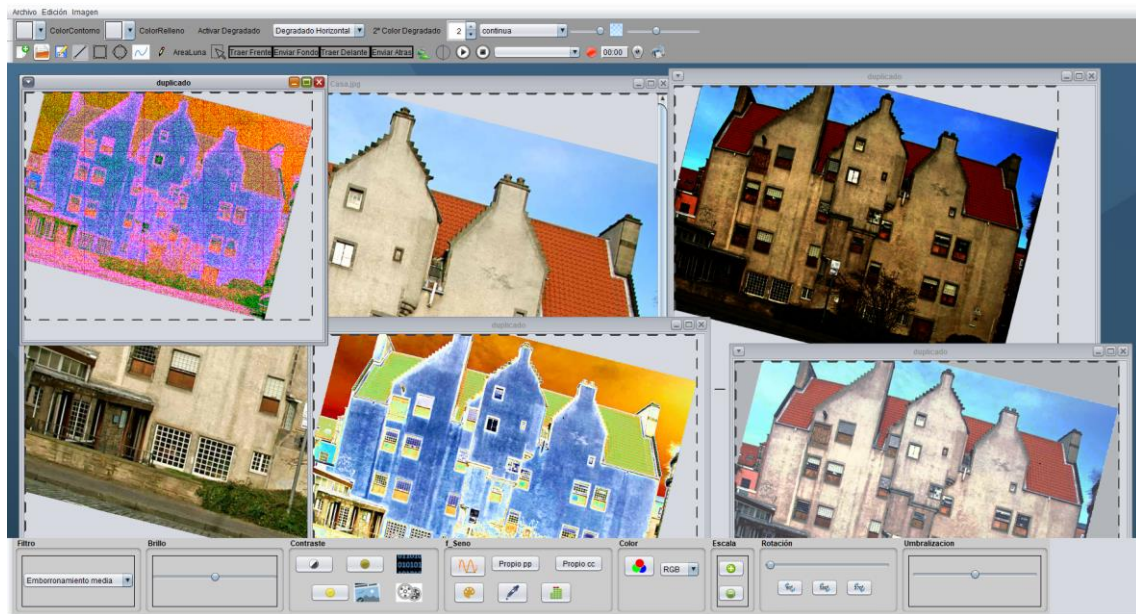 Archivo Edición Imagen
ColorContorno ColorRelleno Activar Degradado Degradado Horizontal 2º Color Degradado 2 continua
AreaLuna Traer Frente Enviar Fondo Traer Delante Enviar Atras 00:00
duplicado
Casa.jpg
duplicado
duplicado
duplicado
Filtro Brillo Contraste f_Seno Color Escala Rotación Umbralizacion
010101 Propio pp Propio cc RGB
Emborronamiento media